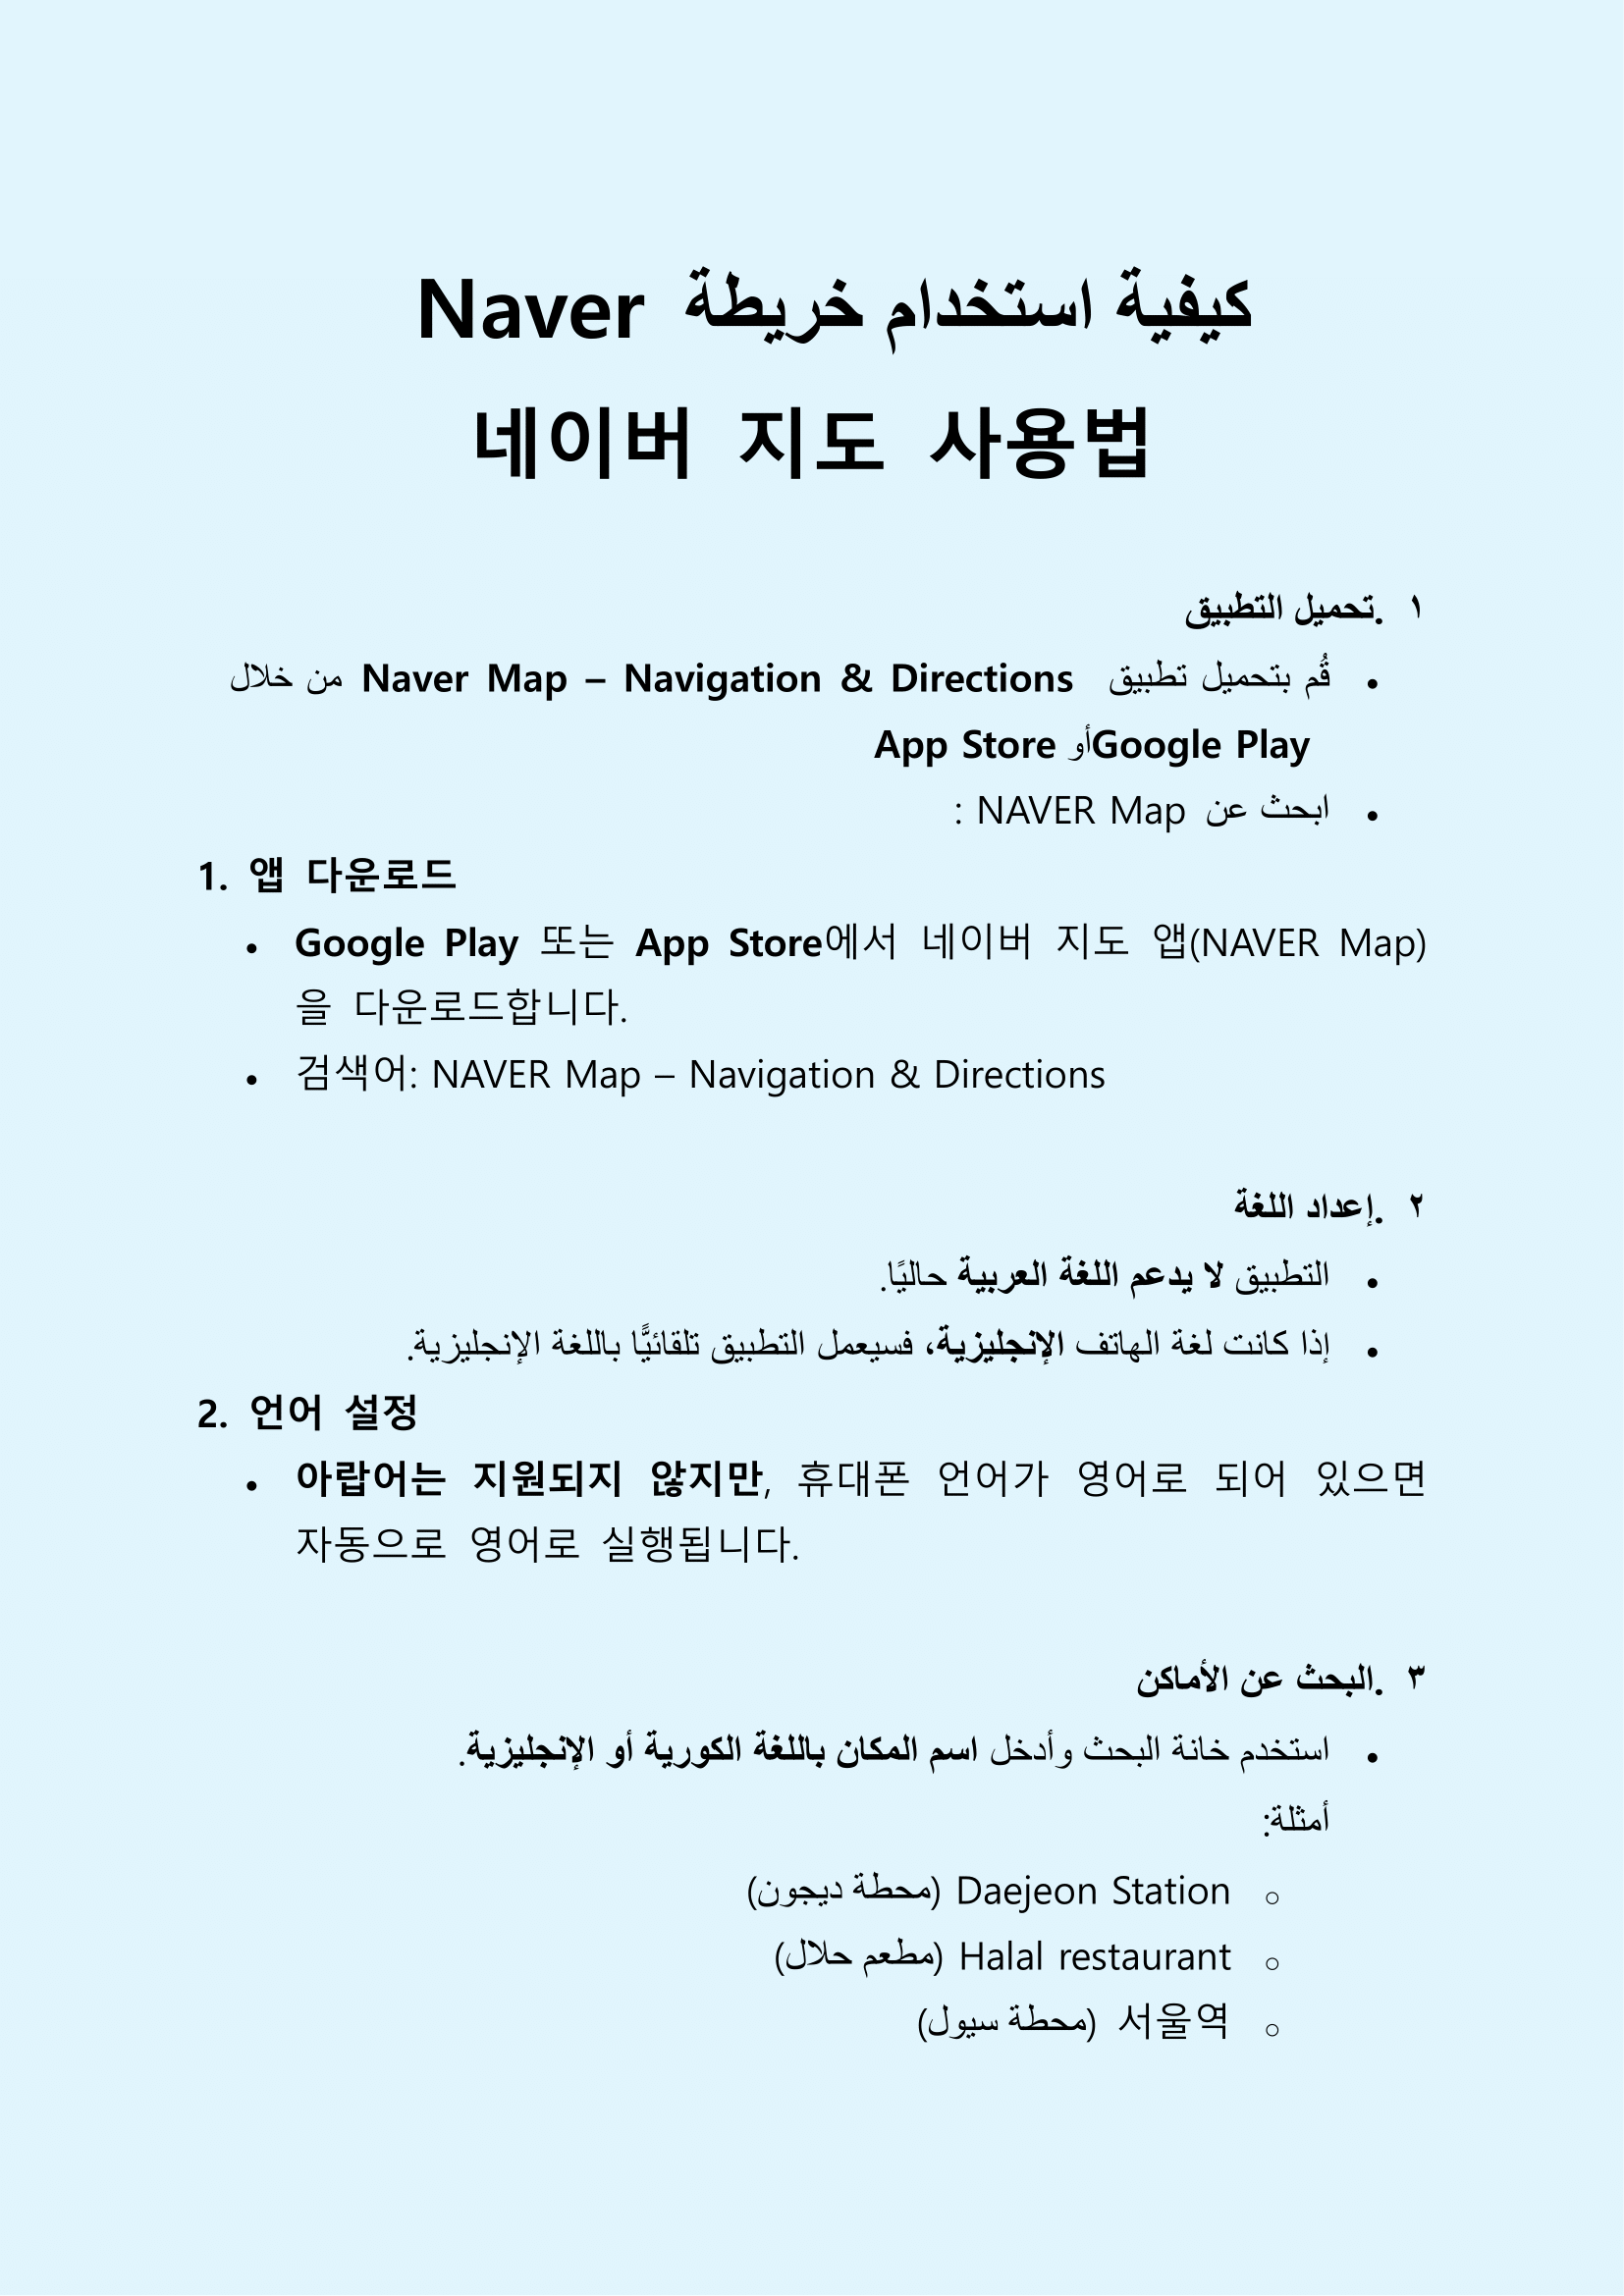 كيفية استخدام خريطة Naver
네이버 지도 사용법
١ .تحميل التطبيق
• قُم بتحميل تطبيق Naver Map – Navigation & Directions من خلال
Google Playأو App Store
• ابحث عن NAVER Map :
1. 앱 다운로드
• Google Play 또는 App Store에서 네이버 지도 앱(NAVER Map)
을 다운로드합니다.
• 검색어: NAVER Map – Navigation & Directions
٢ .إعداد اللغة
• التطبيق لا يدعم اللغة العربية حاليًا.
• إذا كانت لغة الهاتف الإنجليزية، فسيعمل التطبيق تلقائيًّا باللغة الإنجليزية.
2. 언어 설정
• 아랍어는 지원되지 않지만, 휴대폰 언어가 영어로 되어 있으면
자동으로 영어로 실행됩니다.
٣ .البحث عن الأماكن
• استخدم خانة البحث وأدخل اسم المكان باللغة الكورية أو الإنجليزية.
أمثلة:
○ Daejeon Station (محطة ديجون)
○ Halal restaurant (مطعم حلال)
○ 서울역 (محطة سيول)